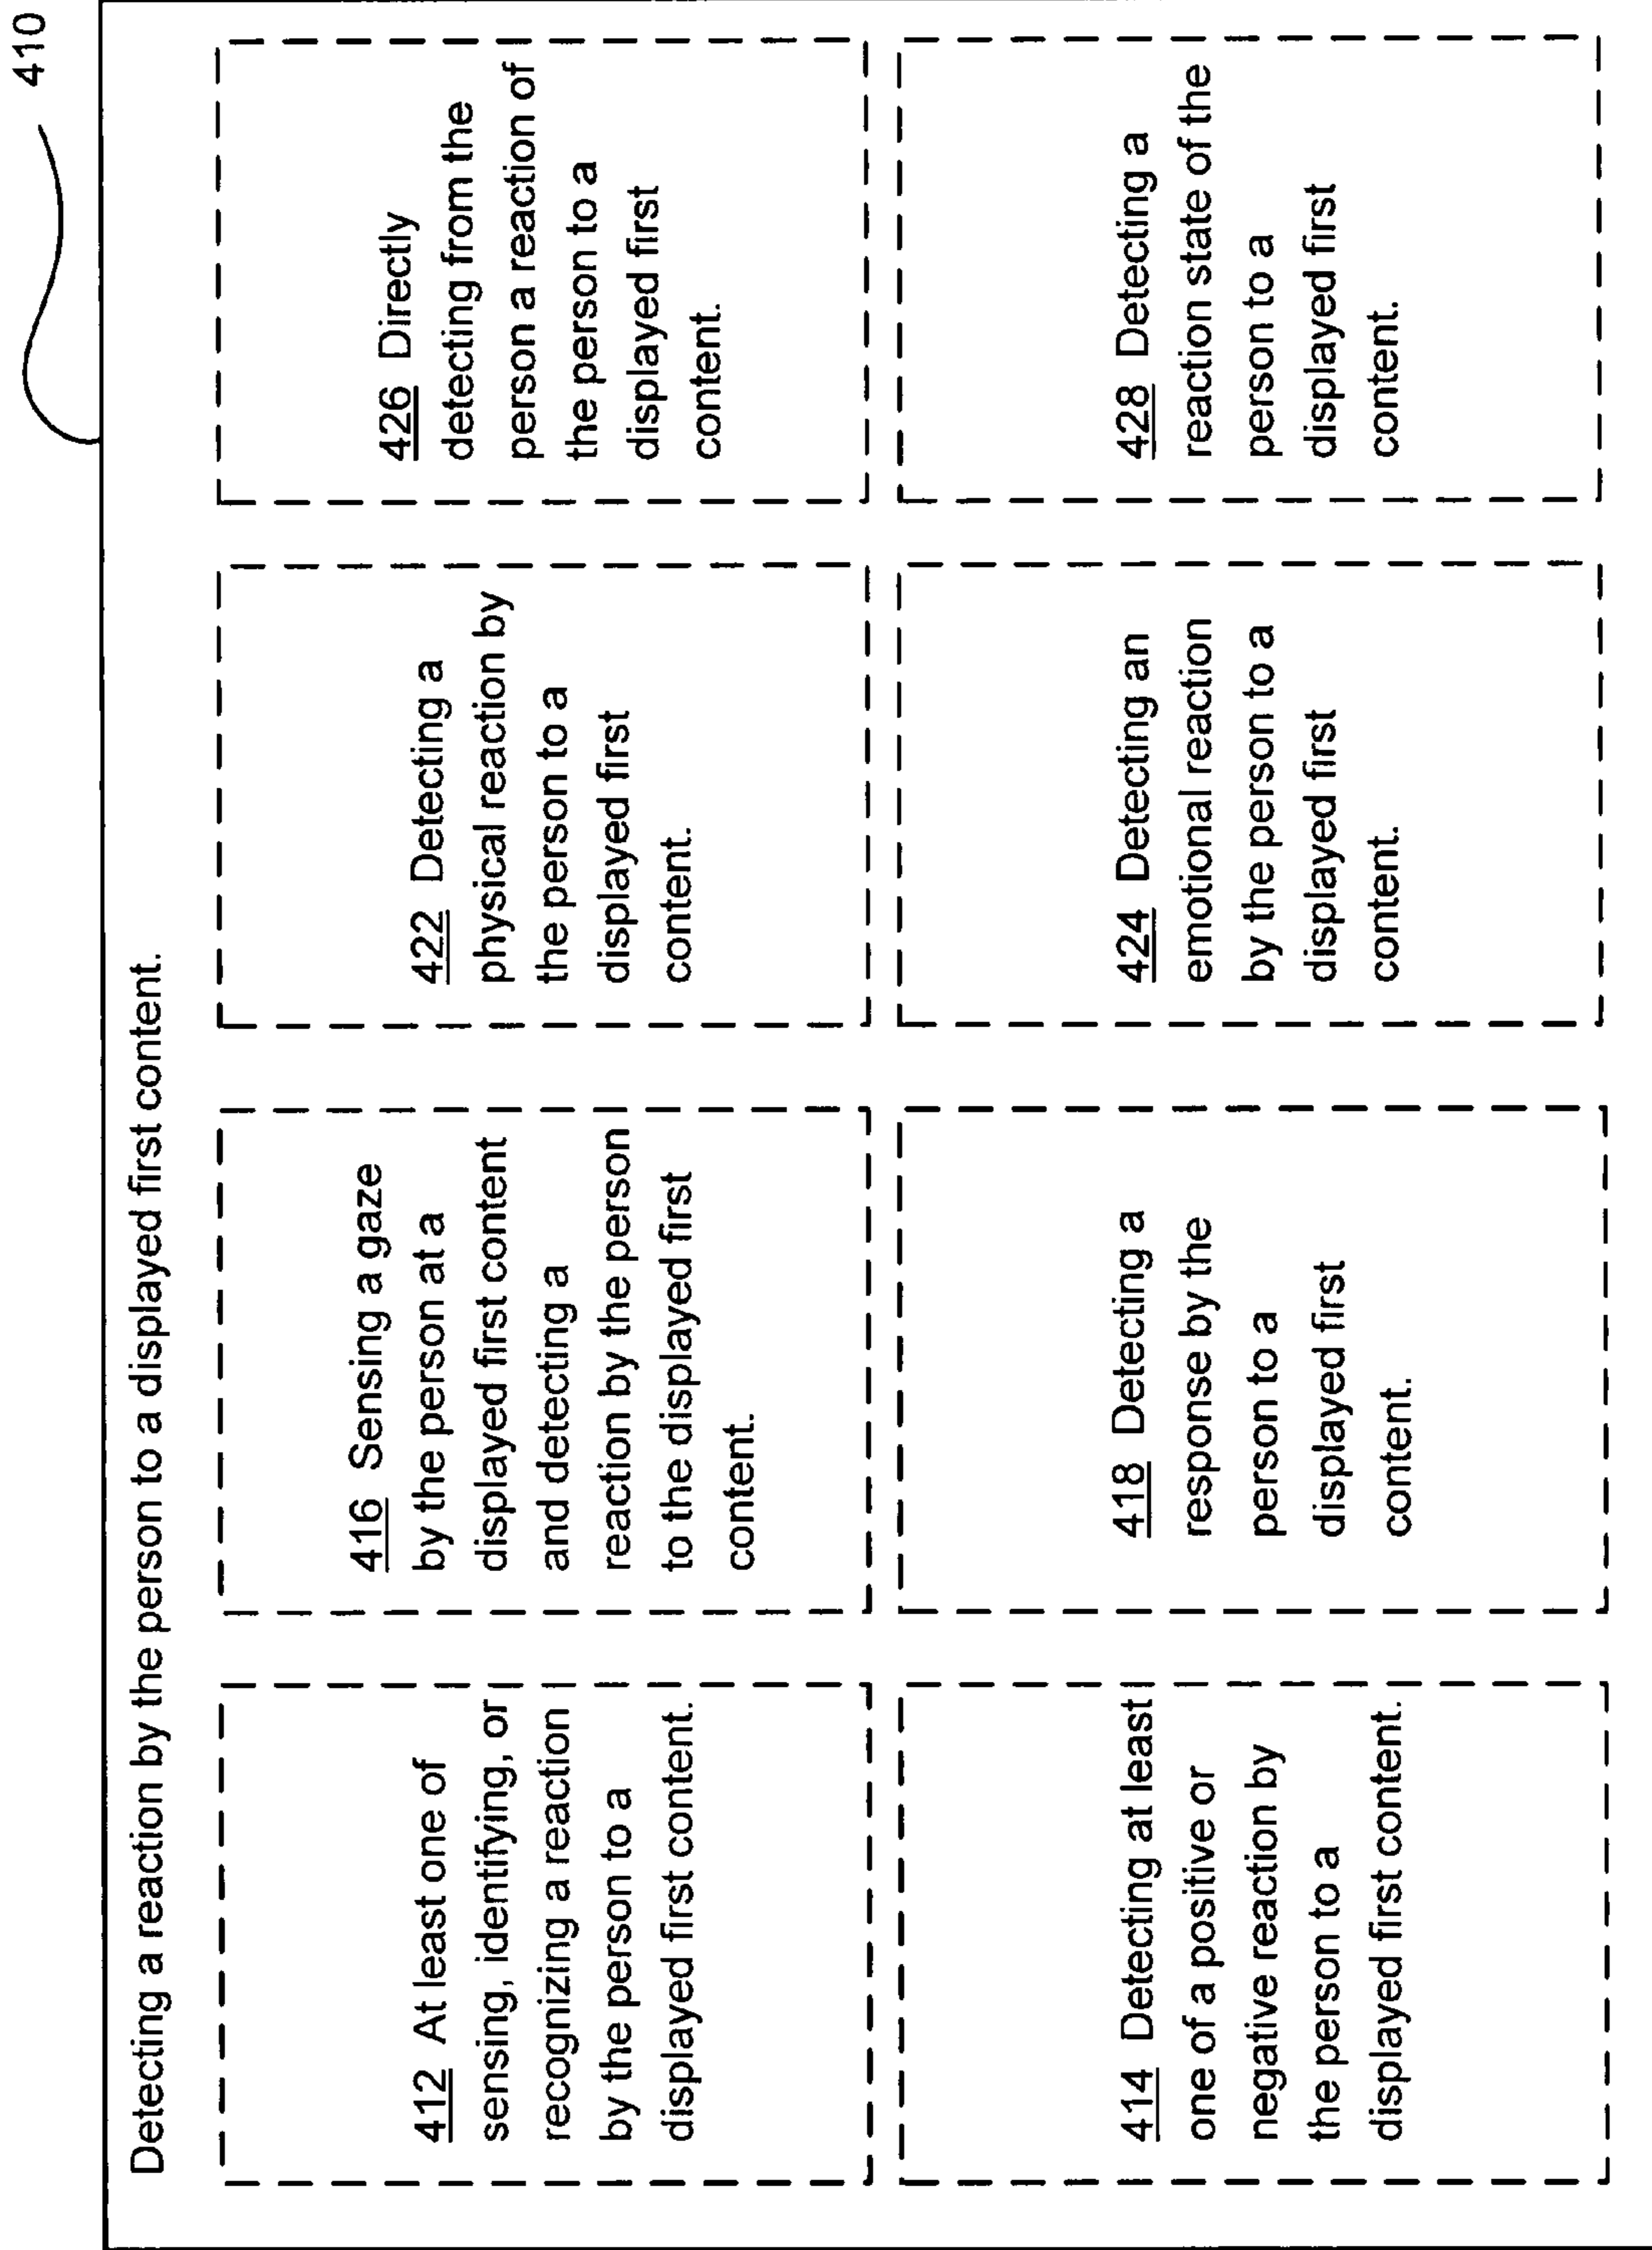 410
Detecting a reaction by the person to a displayed first content.
412 At least one of
sensing, identifying, or
recognizing a reaction
by the person to a
displayed first content.
416 Sensing a gaze
by the person at a
displayed first content
and detecting a
reaction by the person
to the displayed first
content.
422 Detecting a
physical reaction by
the person to a
displayed first
content.
426 Directly
detecting from the
person a reaction of
the person to a
displayed first
content.
414 Detecting at least
one of a positive or
negative reaction by
the person to a
displayed first content.
418 Detecting a
response by the
person to a
displayed first
content.
424 Detecting an
emotional reaction
by the person to a
displayed first
content.
428 Detecting a
reaction state of the
person to a
displayed first
content.